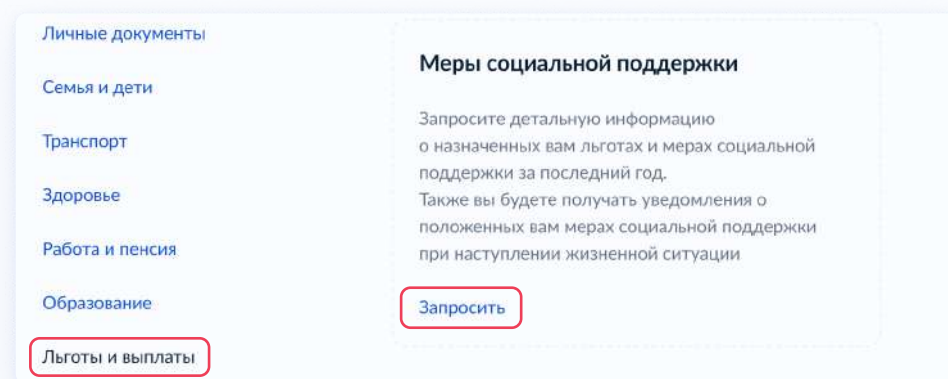 Личные документы
Семья и дети
Транспорт
Здоровье
Работа и пенсия
Образование
Льготы и выплаты
Меры социальной поддержки
Запросите детальную информацию
о назначенных вам льготах и мерах социальной
поддержки за последний год.
Также вы будете получать уведомления о
положенных вам мерах социальной поддержки
при наступлении жизненной ситуации
Запросить